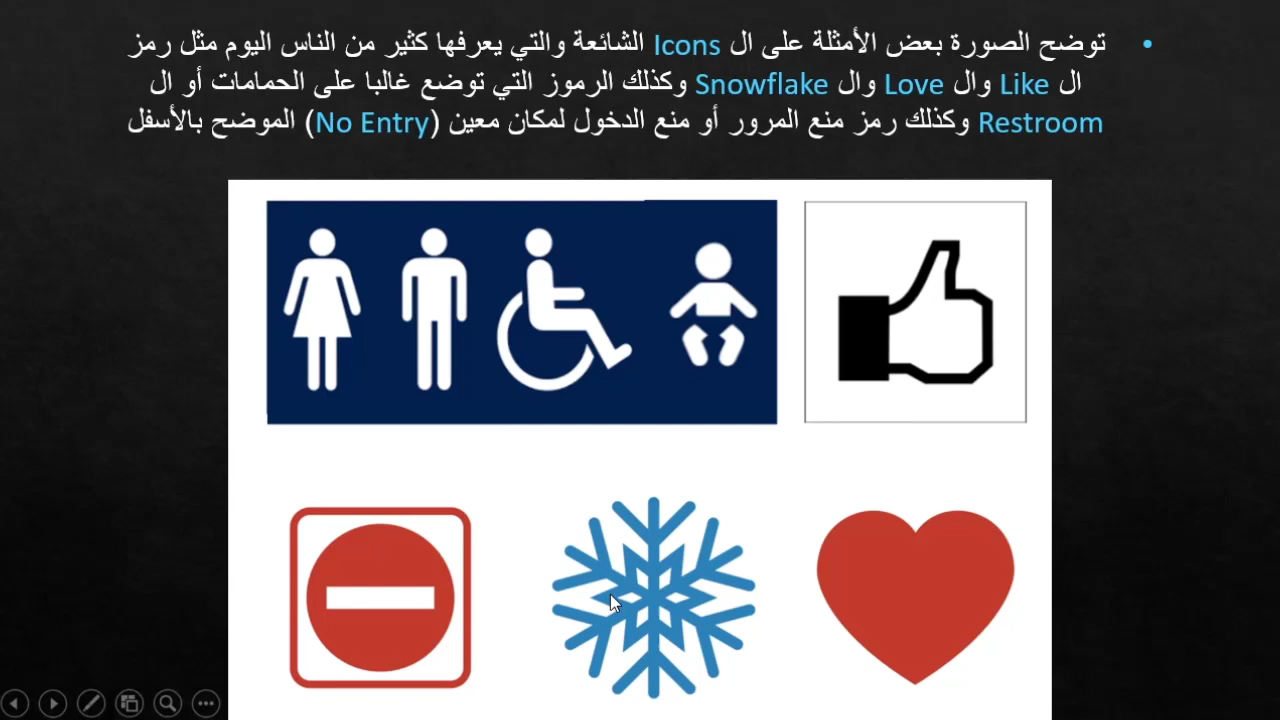 توضح الصورة بعض الأمثلة على ال Icons الشائعة والتي يعرفها كثير من الناس اليوم مثل رمز
ال Like وال Love وال Snowflake وكذلك الرموز التي توضع غالبا على الحمامات أو ال
Restroom وكذلك رمز منع المرور أو منع الدخول لمكان معين (No Entry) الموضح بالأسفل